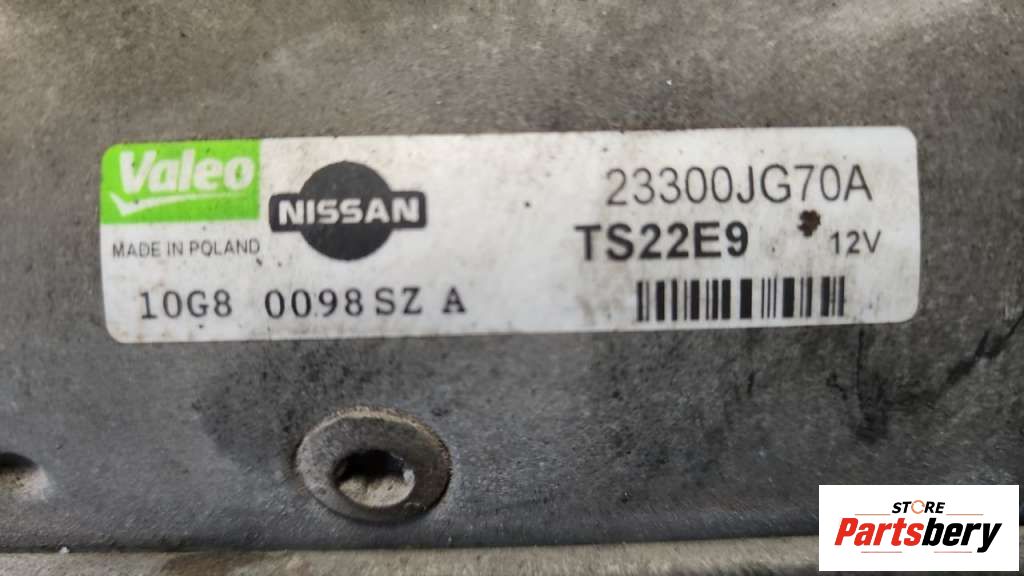 Valeo
NISSAN
MADE IN POLAND
23300JG70A
TS22E9 12V
10G8 0098 SZ A
STORE
Partsbery